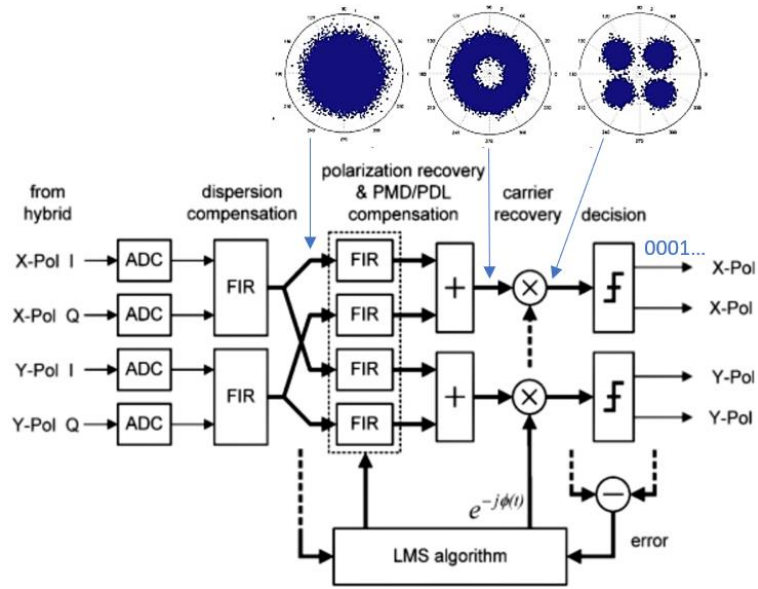 polarization recovery
& PMD/PDL
compensation
from
hybrid
dispersion
compensation
carrier
recovery
decision
0001...
X-Pol I
ADC
FIR
FIR
+
×
X-Pol
X-Pol Q
ADC
FIR
X-Pol
Y-Pol I
ADC
FIR
FIR
+
×
Y-Pol
Y-Pol Q
ADC
FIR
Y-Pol
e^{-jϕ(t)}
−
LMS algorithm
error